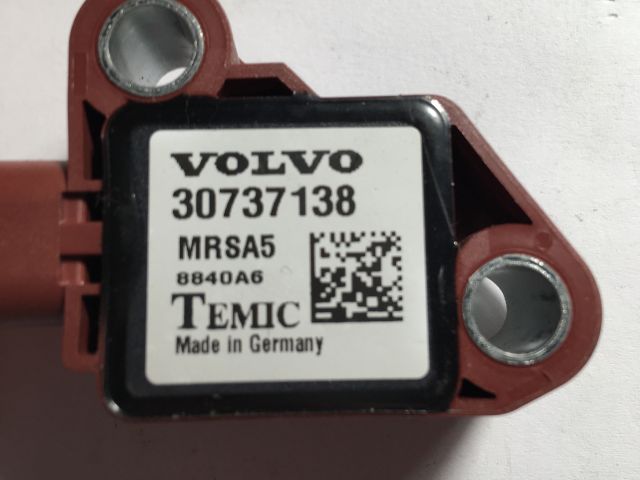 VOLVO
30737138
MRSA5
8840A6
TEMIC
Made in Germany